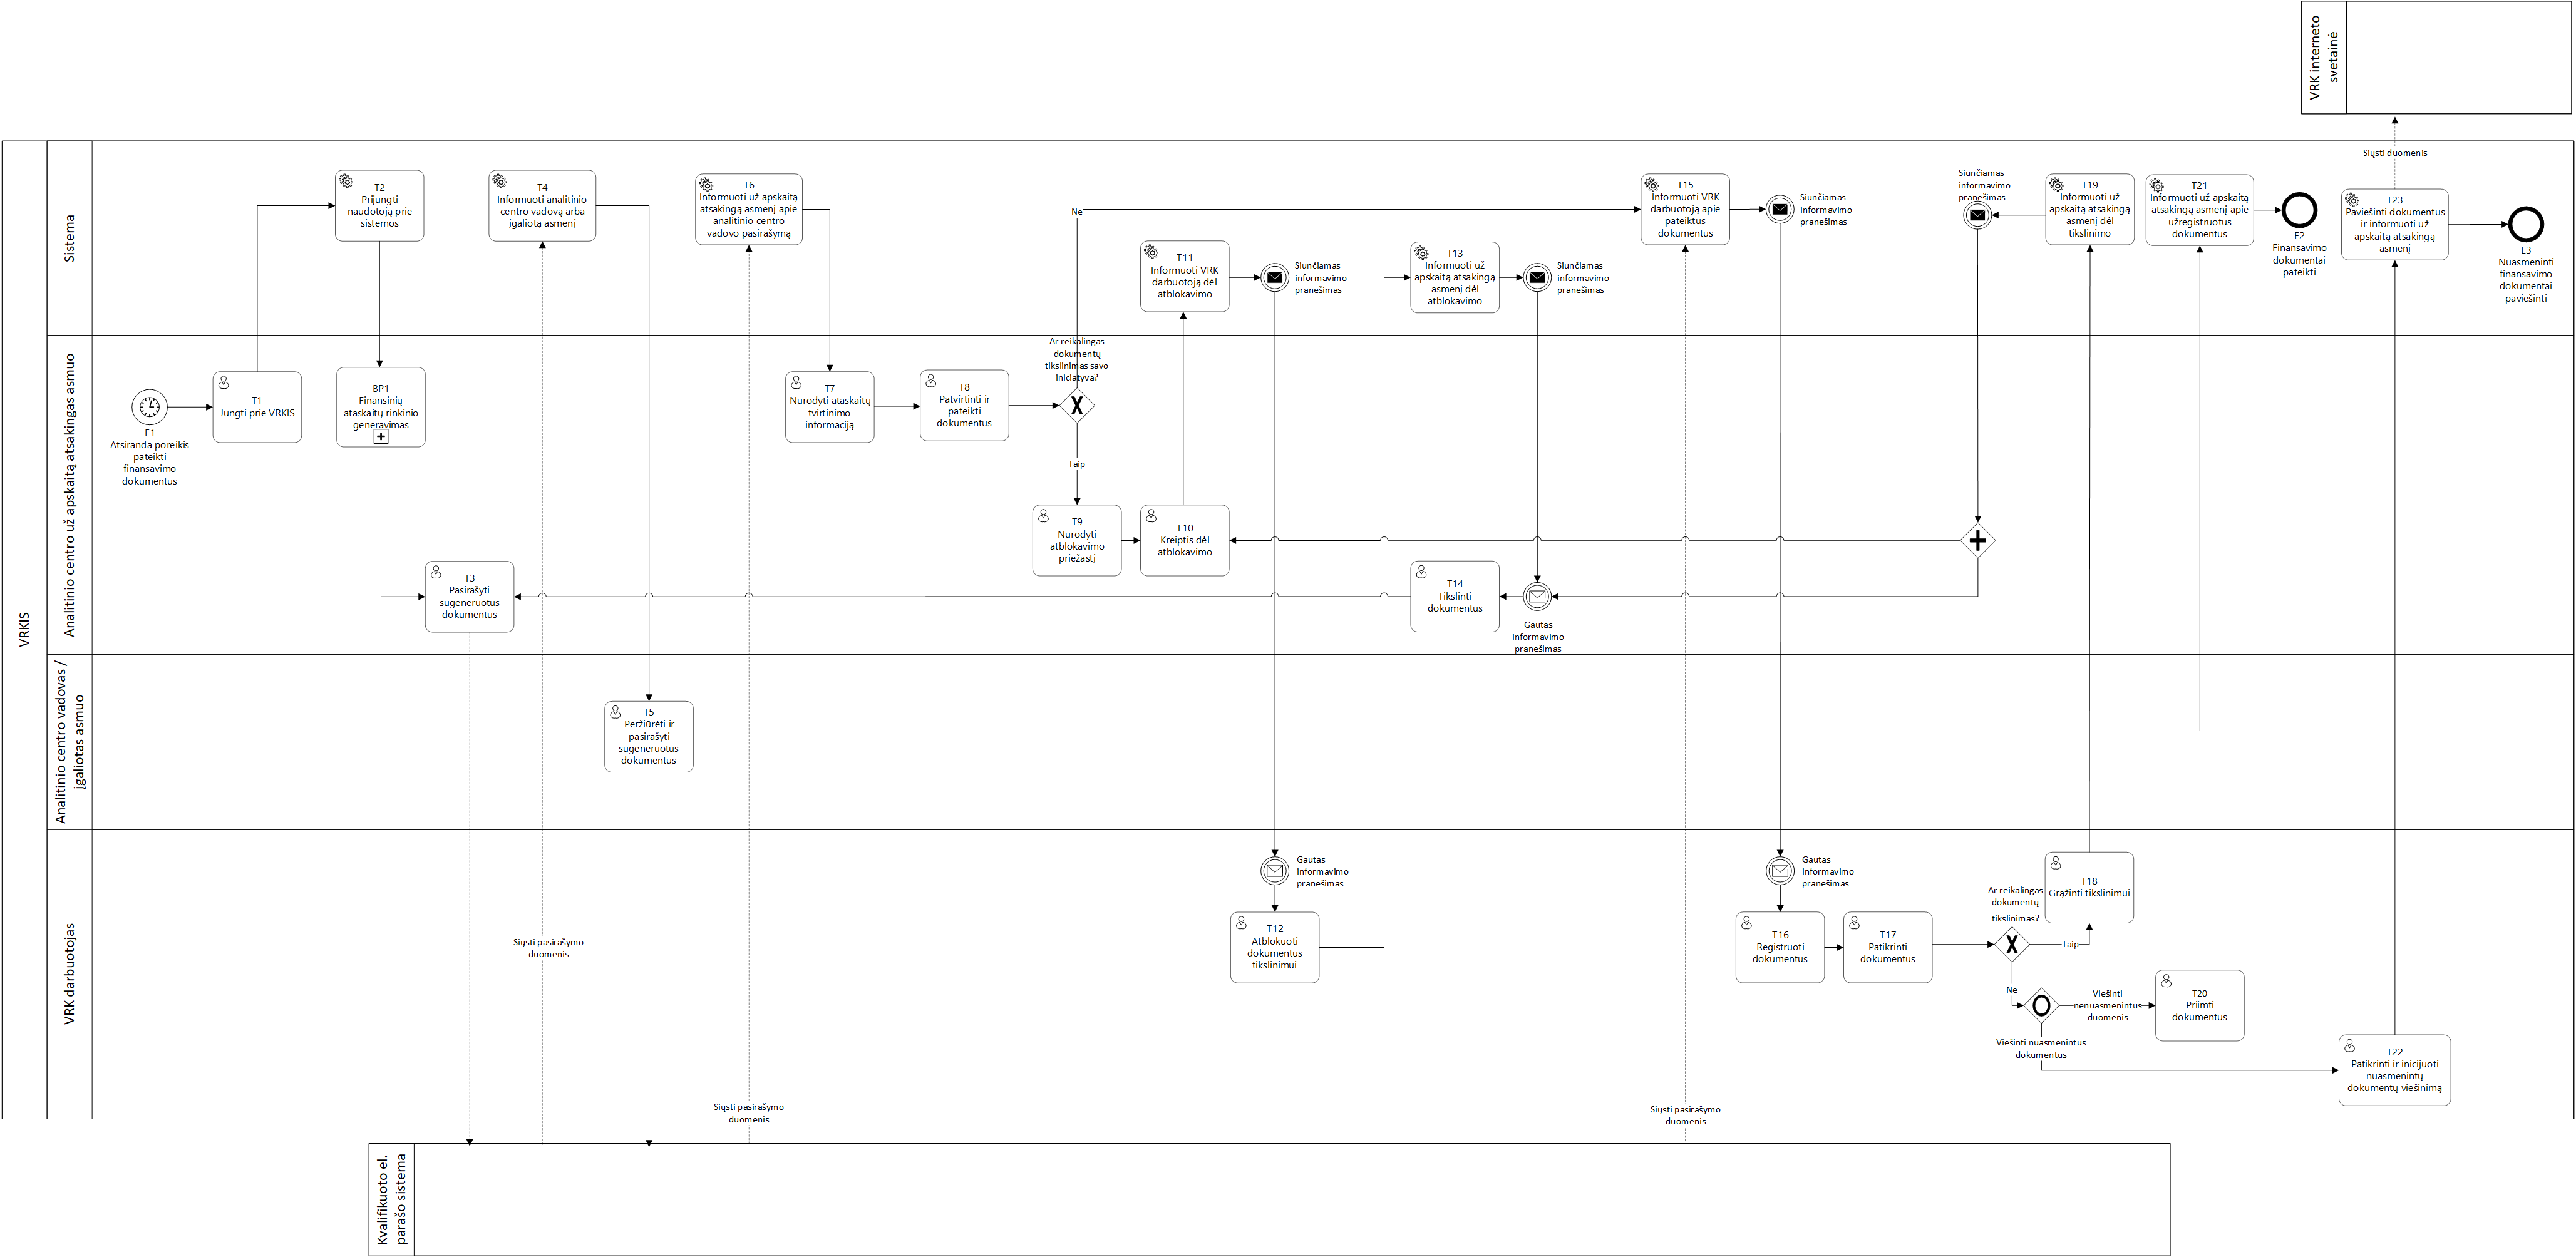 VRK interneto
svetainė
VRKIS
Sistema
T2
Prijungti
naudotoją prie
sistemos
T4
Informuoti analitinio
centro vadovą arba
įgaliotą asmenį
T6
Informuoti už apskaitą
atsakingą asmenį apie
analitinio centro
vadovo pasirašymą
Ne
T11
Informuoti VRK
darbuotoją dėl
atblokavimo
Siunčiamas
informavimo
pranešimas
T13
Informuoti už
apskaitą atsakingą
asmenį dėl
atblokavimo
Siunčiamas
informavimo
pranešimas
T15
Informuoti VRK
darbuotoją apie
pateiktus
dokumentus
Siunčiamas
informavimo
pranešimas
Siunčiamas
informavimo
pranešimas
T19
Informuoti už
apskaitą atsakingą
asmenį dėl
tikslinimo
T21
Informuoti už apskaitą
atsakingą asmenį apie
užregistruotus
dokumentus
E2
Finansavimo
dokumentai
pateikti
Siųsti duomenis
T23
Paviešinti dokumentus
ir informuoti už
apskaitą atsakingą
asmenį
E3
Nuasmeninti
finansavimo
dokumentai
paviešinti
Analitinio centro už apskaitą atsakingas asmuo
E1
Atsiranda poreikis
pateikti
finansavimo
dokumentus
T1
Jungti prie VRKIS
BP1
Finansinių
ataskaitų rinkinio
generavimas
T3
Pasirašyti
sugeneruotus
dokumentus
T7
Nurodyti ataskaitų
tvirtinimo
informaciją
T8
Patvirtinti ir
pateikti
dokumentus
Ar reikalingas
dokumentų
tikslinimas savo
iniciatyva?
Taip
T9
Nurodyti
atblokavimo
priežastį
T10
Kreiptis dėl
atblokavimo
T14
Tikslinti
dokumentus
Gautas
informavimo
pranešimas
Analitinio centro vadovas /
įgaliotas asmuo
T5
Peržiūrėti ir
pasirašyti
sugeneruotus
dokumentus
VRK darbuotojas
Siųsti pasirašymo
duomenis
Siųsti pasirašymo
duomenis
Gautas
informavimo
pranešimas
T12
Atblokuoti
dokumentus
tikslinimui
Siųsti pasirašymo
duomenis
Gautas
informavimo
pranešimas
T16
Registruoti
dokumentus
T17
Patikrinti
dokumentus
Ar reikalingas
dokumentų
tikslinimas?
Taip
T18
Grąžinti tikslinimui
Ne
Viešinti
nenuasmenintus
duomenis
T20
Priimti
dokumentus
Viešinti nuasmenintus
dokumentus
T22
Patikrinti ir inicijuoti
nuasmenintų
dokumentų viešinimą
Kvalifikuoto el.
parašo sistema